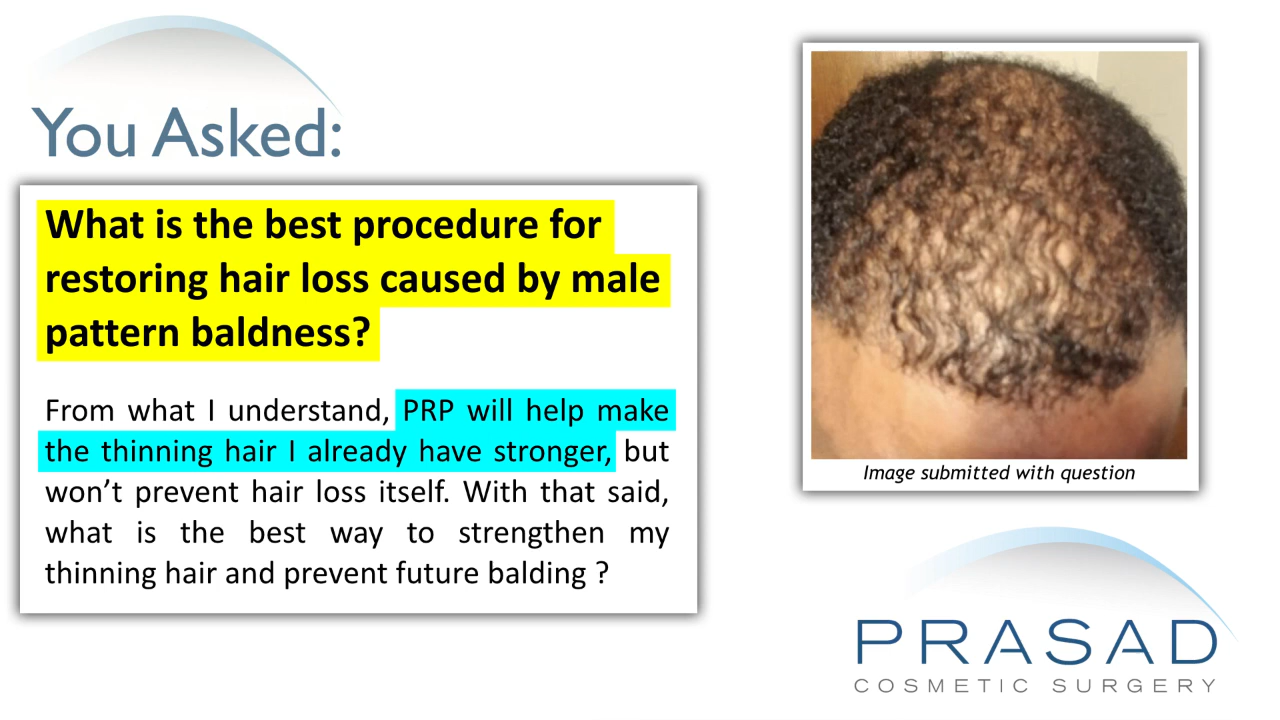 You Asked:
What is the best procedure for
restoring hair loss caused by male
pattern baldness?
From what I understand, PRP will help make
the thinning hair I already have stronger, but
won’t prevent hair loss itself. With that said,
what is the best way to strengthen my
thinning hair and prevent future balding ?
Image submitted with question
PRASAD
COSMETIC SURGERY